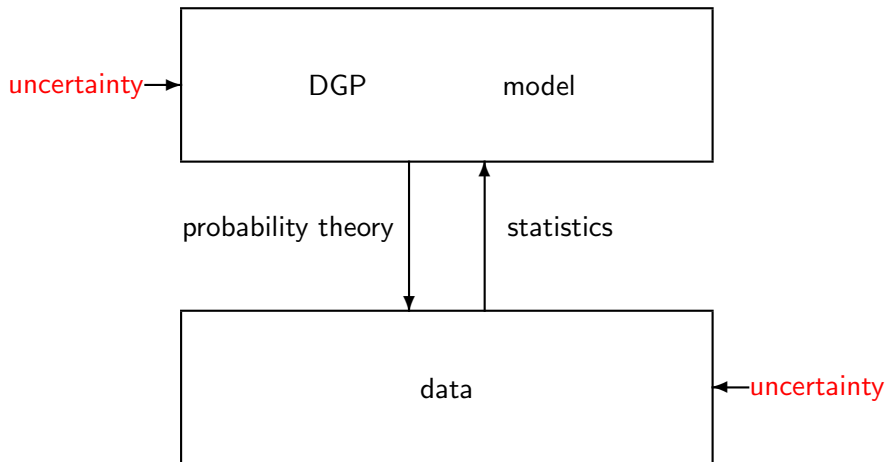 uncertainty
DGP model
probability theory statistics
data
uncertainty